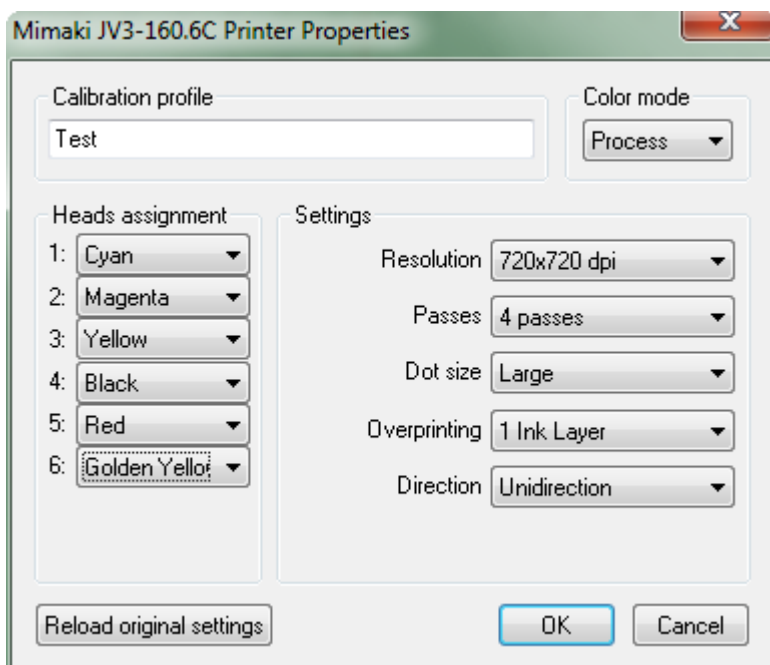 Mimaki JV3-160.6C Printer Properties
x
Calibration profile
Test
Color mode
Process
Heads assignment
1: Cyan
2: Magenta
3: Yellow
4: Black
5: Red
6: Golden Yello
Settings
Resolution 720x720 dpi
Passes 4 passes
Dot size Large
Overprinting 1 Ink Layer
Direction Unidirection
Reload original settings
OK
Cancel